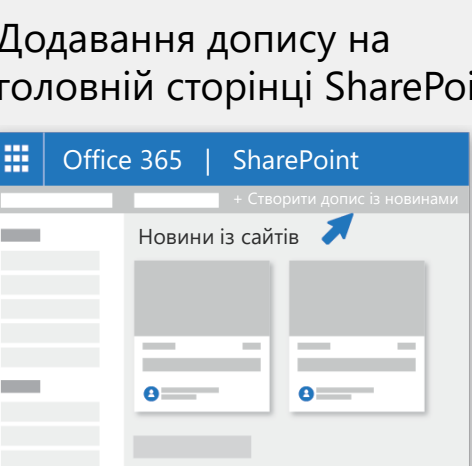 Додавання допису на
головній сторінці SharePoi
Office 365 | SharePoint
+ Створити допис із новинами
Новини із сайтів